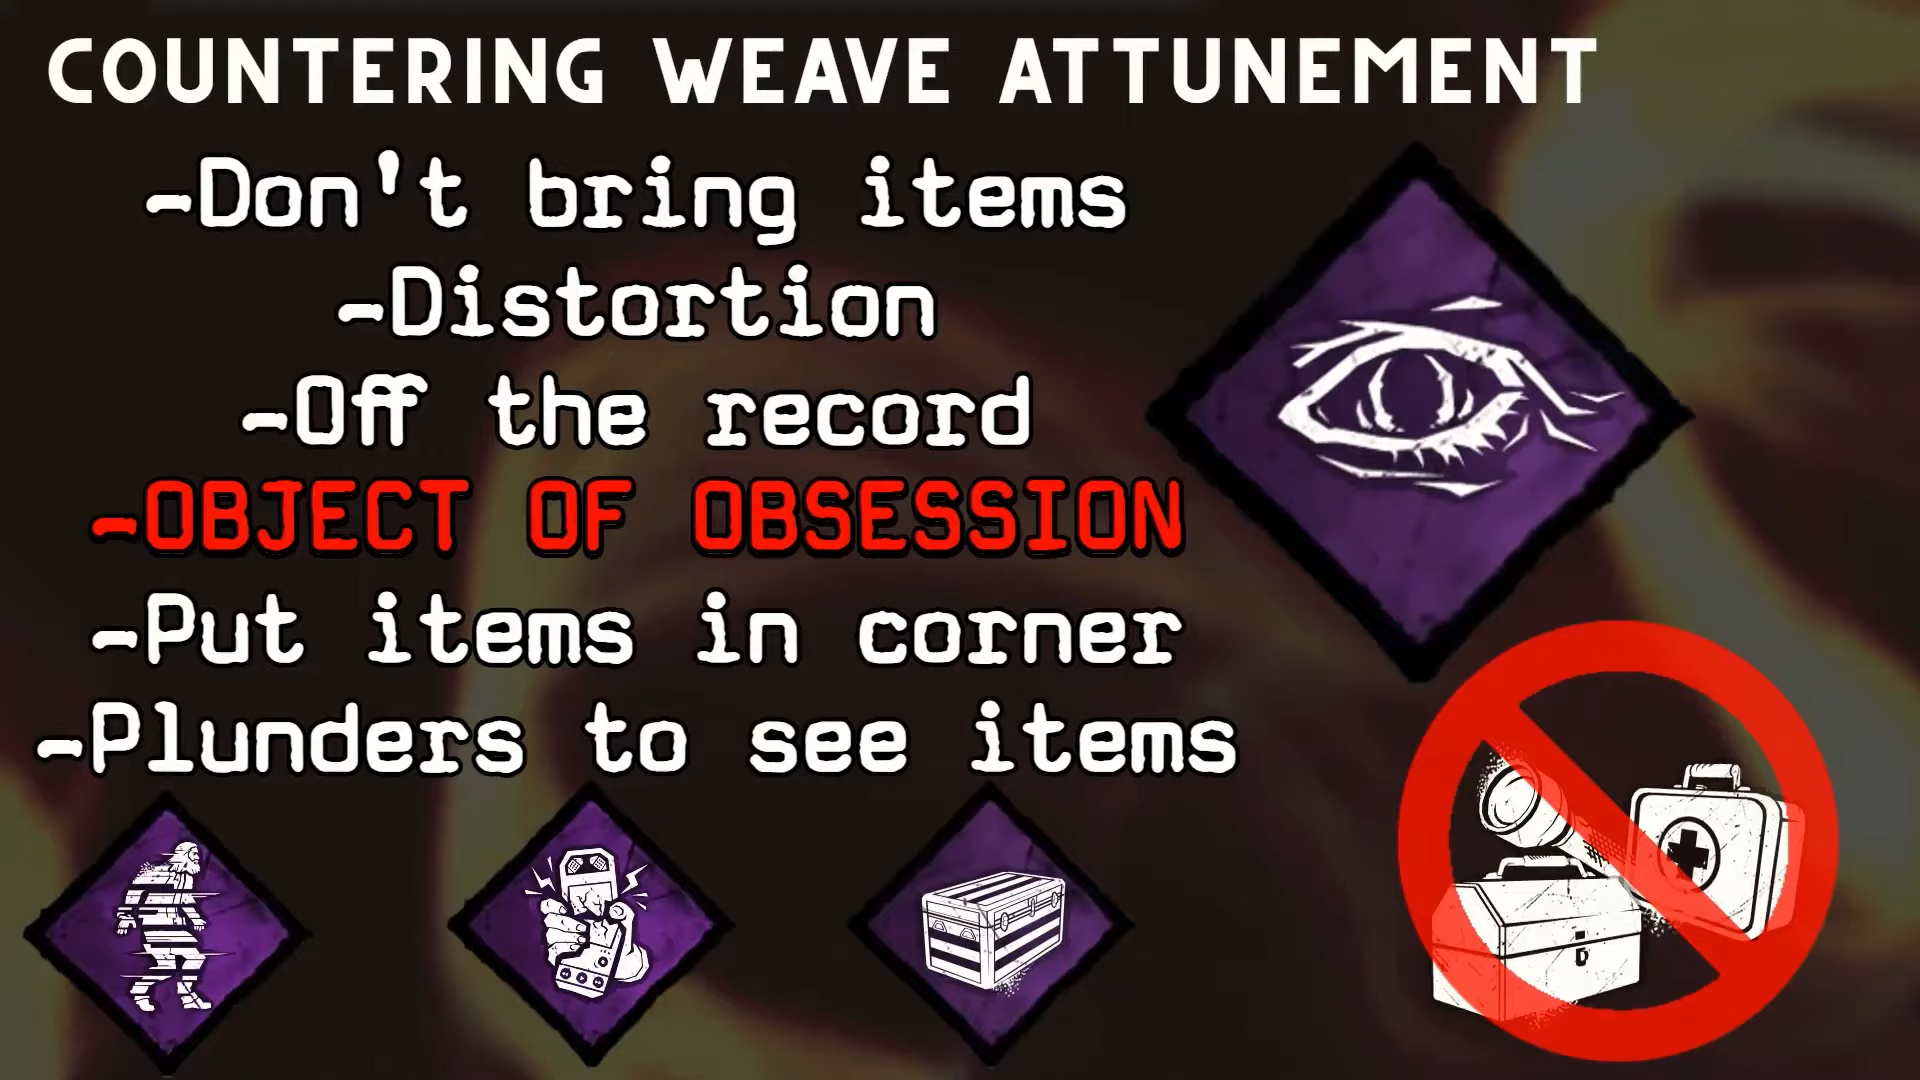 COUNTERING WEAVE ATTUNEMENT
-Don't bring items
-Distortion
-Off the record
-OBJECT OF OBSESSION
-Put items in corner
-Plunders to see items